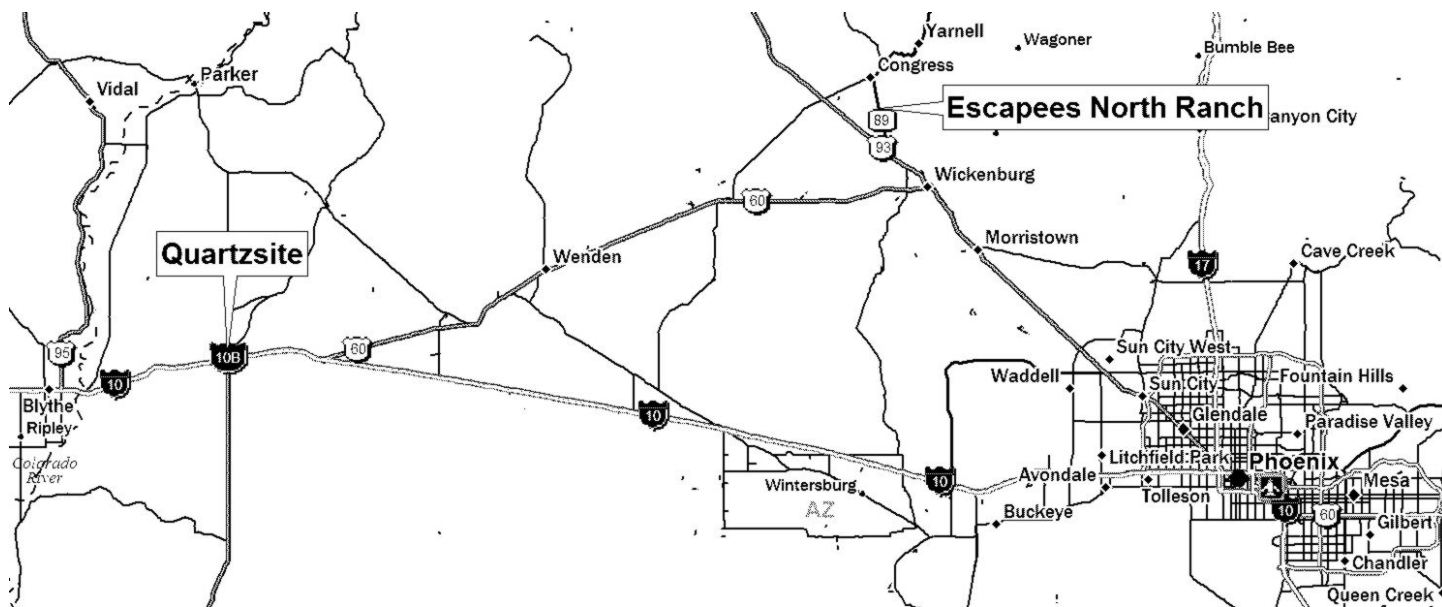 Yarnell
Wagoner
Bumble Bee
Congress
Parker
Vidal
Escapees North Ranch
anyon City
89
93
Wickenburg
60
Quartzsite
Wenden
Morristown
17
Cave Creek
95
10
10B
60
Sun City West
Waddell
Sun City
Fountain Hills
Blythe
Ripley
10
Glendale
Paradise Valley
Colorado
River
Litchfield Park
Phoenix
Avondale
10
Wintersburg
AZ
Tolleson
Mesa
Buckeye
10
60
Gilbert
Chandler
Queen Creek